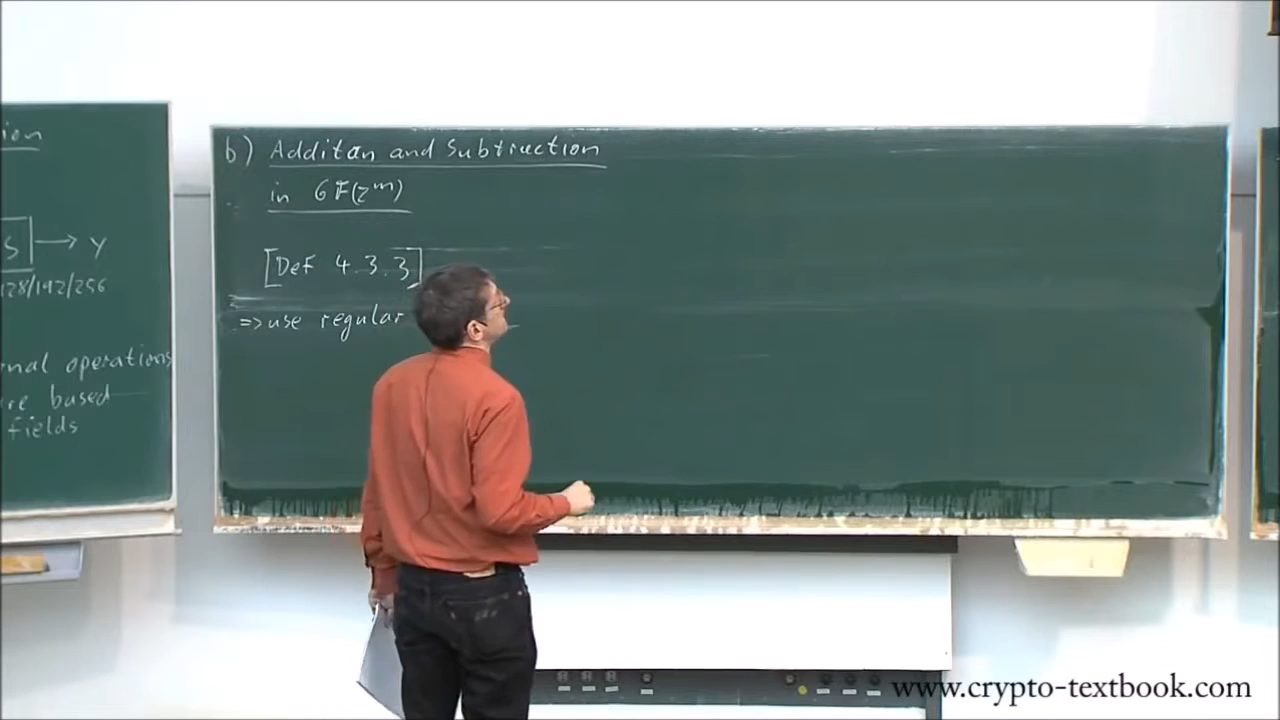 ion
S → y
128/192/256
nal operations
re based
fields
b) Additan and Subtraction
in GF(2^m)
[Def 4.3.3]
⇒ use regular
www.crypto-textbook.com